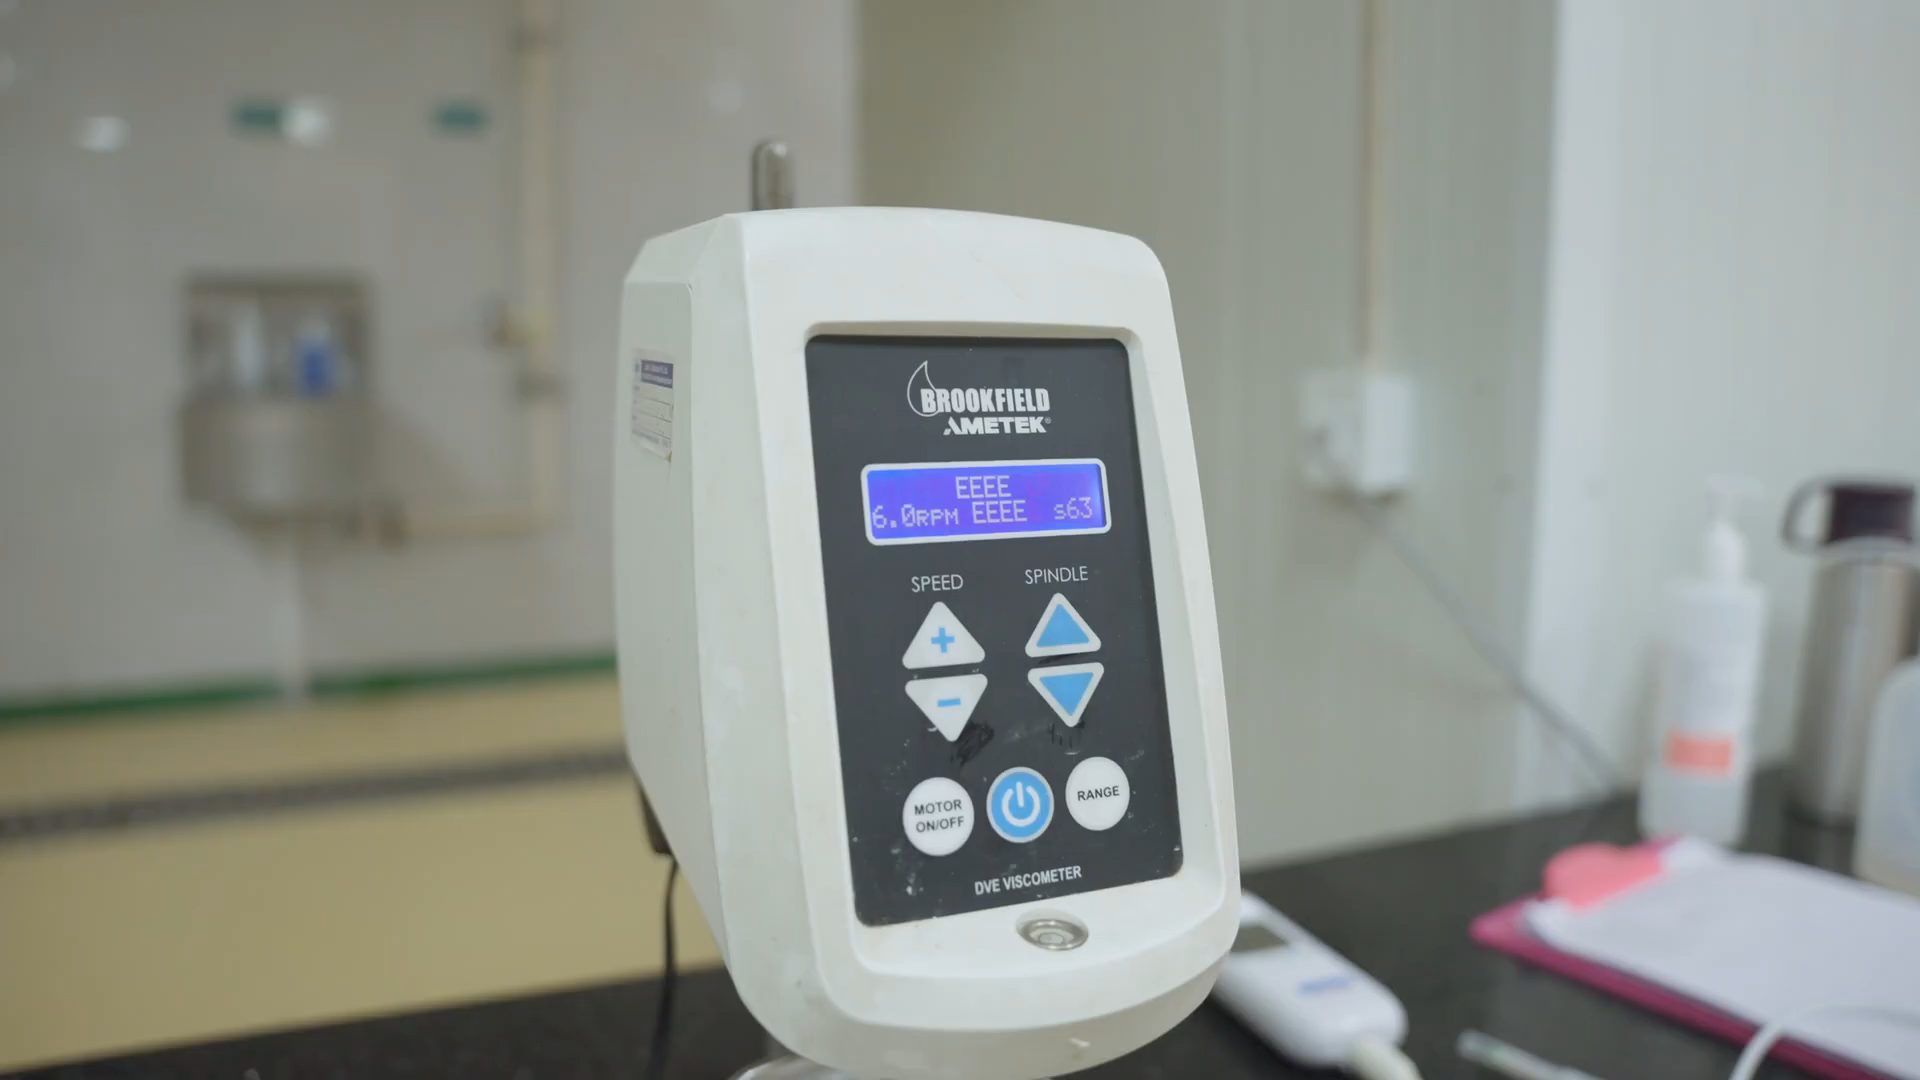 BROOKFIELD
AMETEK®
EEEE
6.0RPM EEEE s63
SPEED
SPINDLE
+
-
MOTOR
ON/OFF
RANGE
DVE VISCOMETER